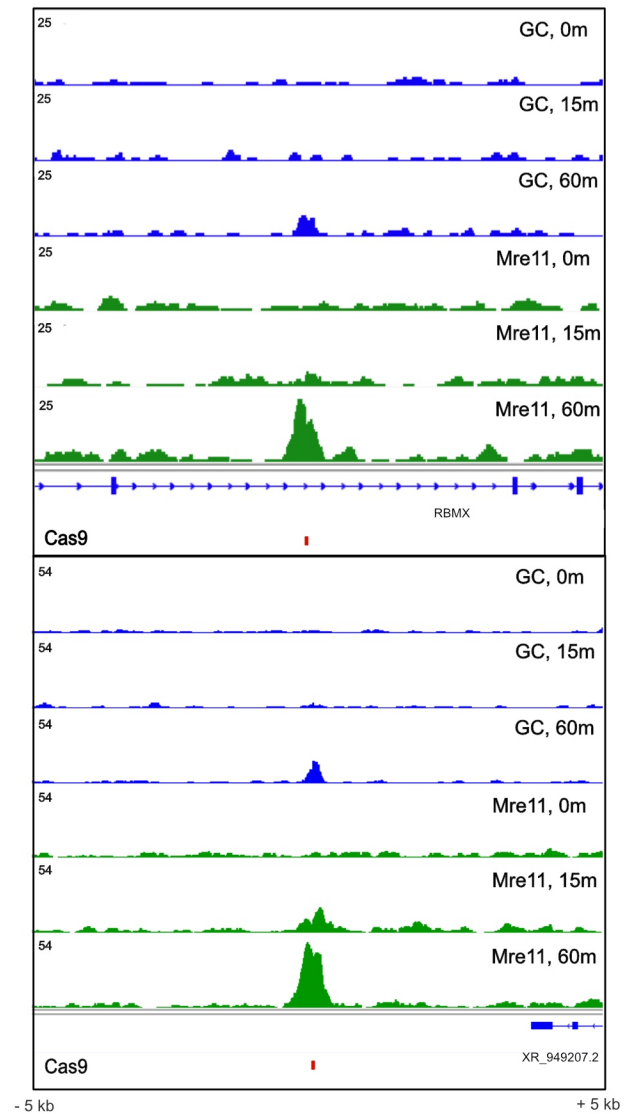 25
GC, 0m
25
GC, 15m
25
GC, 60m
25
Mre11, 0m
25
Mre11, 15m
25
Mre11, 60m
RBMX
Cas9
54
GC, 0m
54
GC, 15m
54
GC, 60m
54
Mre11, 0m
54
Mre11, 15m
54
Mre11, 60m
XR_949207.2
Cas9
- 5 kb
+ 5 kb